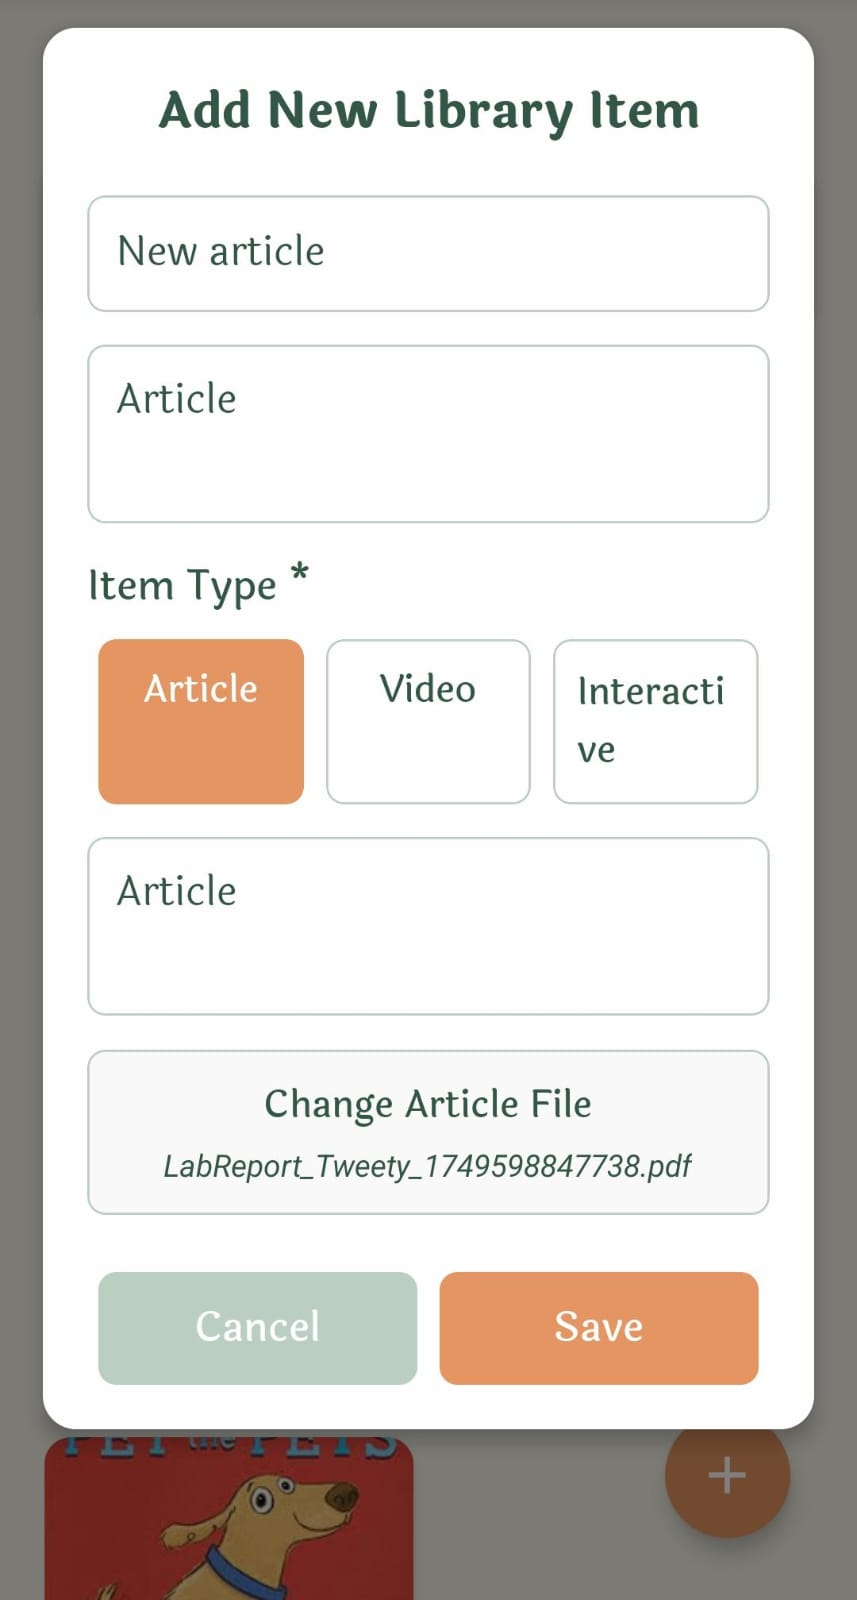 Add New Library Item
New article
Article
Item Type *
Article
Video
Interacti
ve
Article
Change Article File
LabReport_Tweety_1749598847738.pdf
Cancel
Save
PET the PETS
+